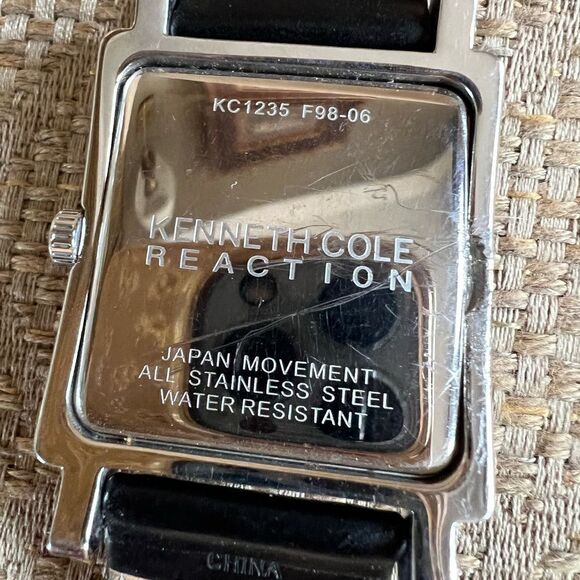 KC1235 F98-06
KENNETH COLE
REACTION
JAPAN MOVEMENT
ALL STAINLESS STEEL
WATER RESISTANT
CHINA